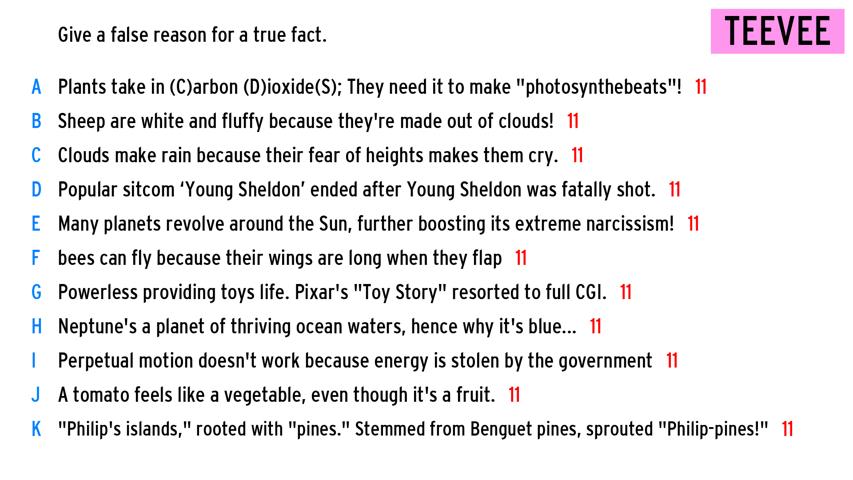 Give a false reason for a true fact.
TEEVEE
A Plants take in (C)arbon (D)ioxide(S); They need it to make "photosynthebeats"! 11
B Sheep are white and fluffy because they're made out of clouds! 11
C Clouds make rain because their fear of heights makes them cry. 11
D Popular sitcom ‘Young Sheldon’ ended after Young Sheldon was fatally shot. 11
E Many planets revolve around the Sun, further boosting its extreme narcissism! 11
F bees can fly because their wings are long when they flap 11
G Powerless providing toys life. Pixar's "Toy Story" resorted to full CGI. 11
H Neptune's a planet of thriving ocean waters, hence why it's blue... 11
I Perpetual motion doesn't work because energy is stolen by the government 11
J A tomato feels like a vegetable, even though it's a fruit. 11
K "Philip's islands," rooted with "pines." Stemmed from Benguet pines, sprouted "Philip-pines!" 11